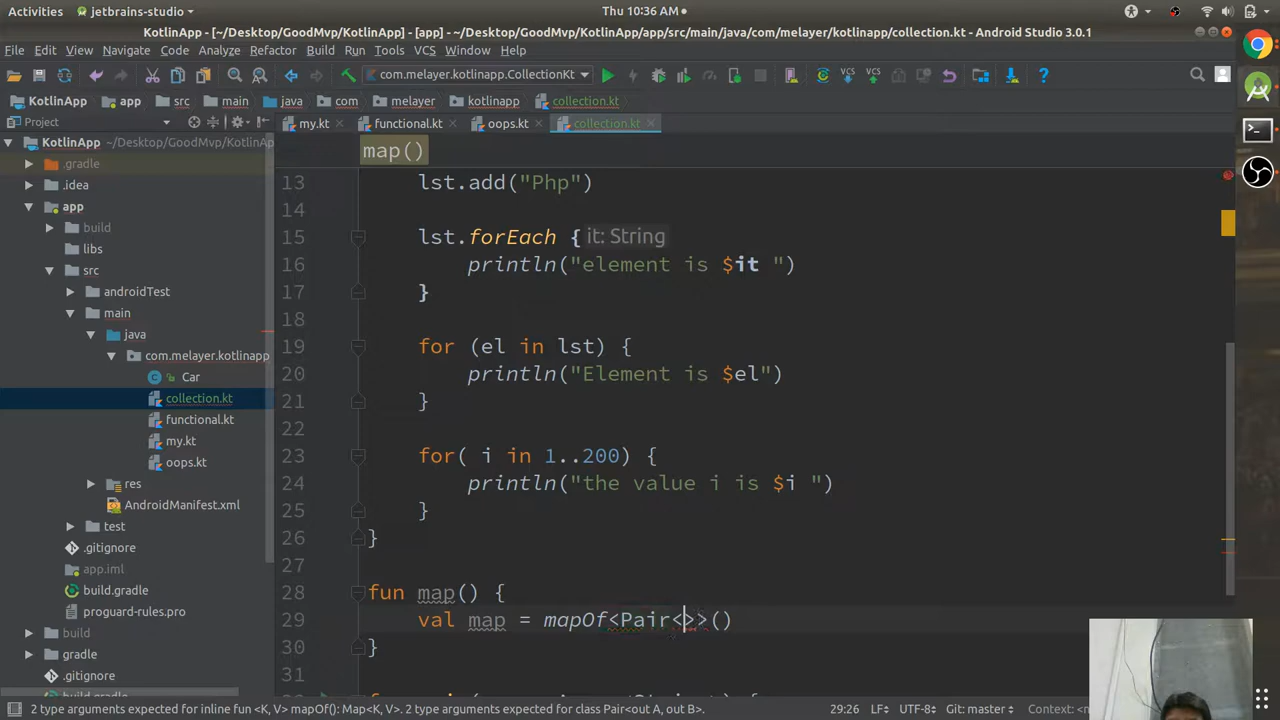 Activities jetbrains-studio Thu 10:36 AM
KotlinApp - [~/Desktop/GoodMvp/KotlinApp] - [app] - ~/Desktop/GoodMvp/KotlinApp/app/src/main/java/com/melayer/kotlinapp/collection.kt - Android Studio 3.0.1
File Edit View Navigate Code Analyze Refactor Build Run Tools VCS Window Help
com.melayer.kotlinapp.CollectionKt VCS VCS
KotlinApp app src main java com melayer kotlinapp collection.kt
Project my.kt functional.kt oops.kt collection.kt
KotlinApp ~/Desktop/GoodMvp/KotlinA
.gradle
.idea
app
build
libs
src
androidTest
main
java
com.melayer.kotlinapp
Car
collection.kt
functional.kt
my.kt
oops.kt
res
AndroidManifest.xml
test
.gitignore
app.iml
build.gradle
proguard-rules.pro
build
gradle
.gitignore
build.gradle
map()
13 lst.add("Php")
14
15 lst.forEach { it: String
16 println("element is $it ")
17 }
18
19 for (el in lst) {
20 println("Element is $el")
21 }
22
23 for( i in 1..200) {
24 println("the value i is $i ")
25 }
26 }
27
28 fun map() {
29 val map = mapOf<Pair<>>()
30 }
31
2 type arguments expected for inline fun <K, V> mapOf(): Map<K, V>. 2 type arguments expected for class Pair<out A, out B>. 29:26 LF÷ UTF-8÷ Git: master÷ Context: <n